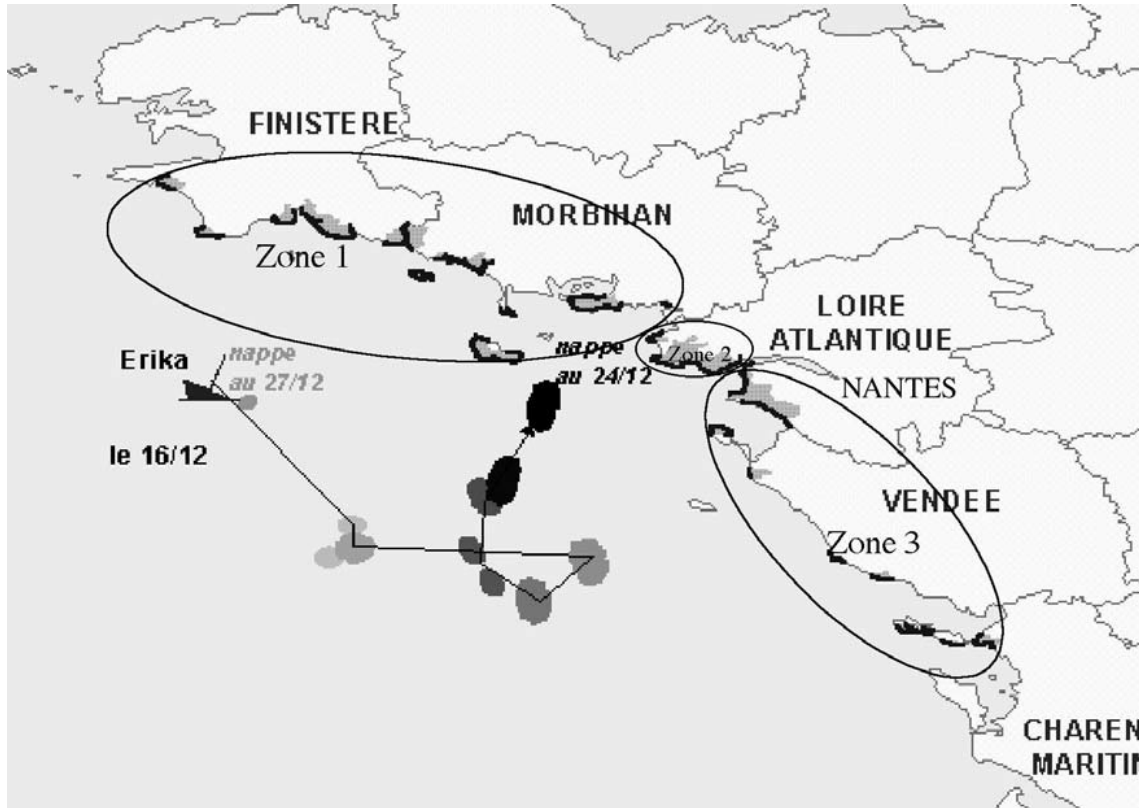 FINISTERE
MORBIHAN
Zone 1
LOIRE
ATLANTIQUE
Erika
nappe
au 27/12
nappe
au 24/12
Zone 2
NANTES
le 16/12
VENDEE
Zone 3
CHAREN
MARITIN